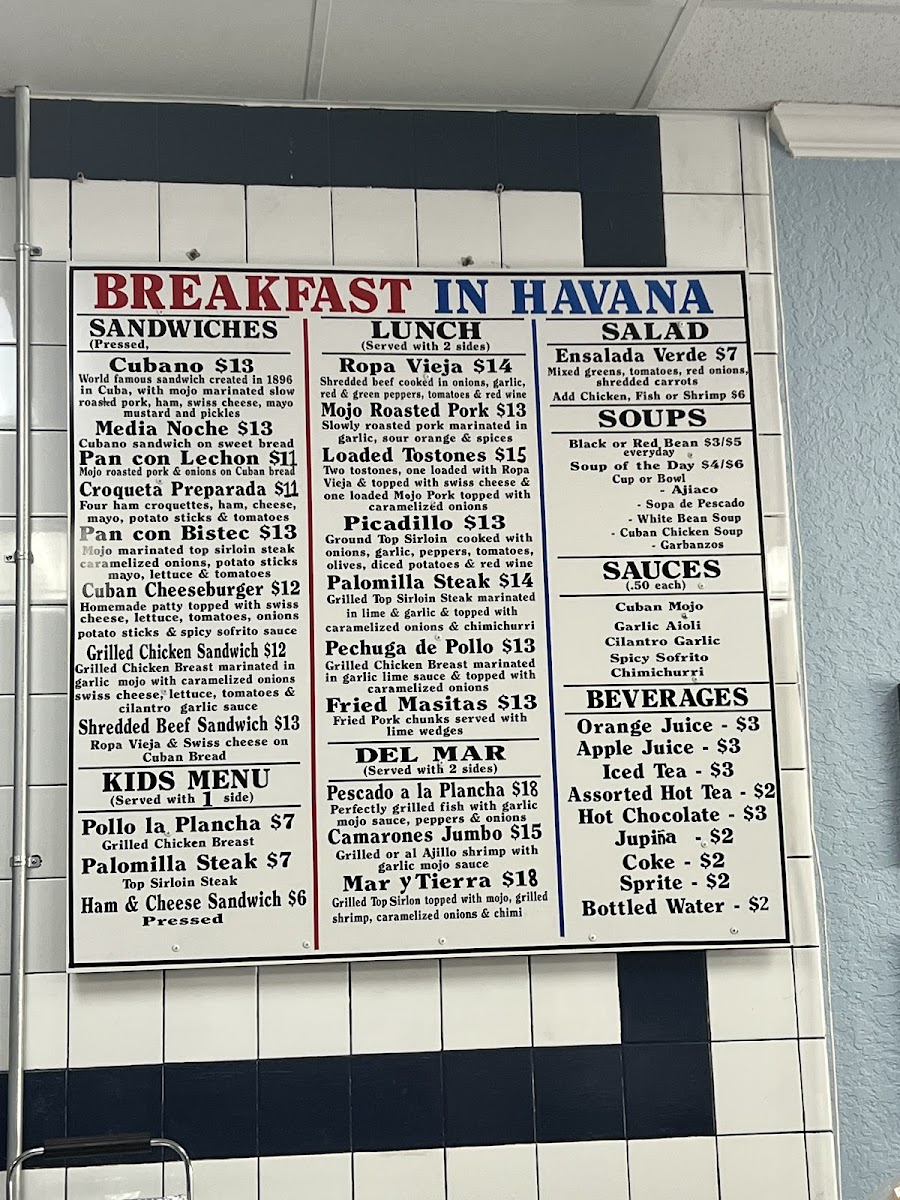 BREAKFAST IN HAVANA
SANDWICHES
(Pressed,
Cubano $13
World famous sandwich created in 1896
in Cuba, with mojo marinated slow
roasted pork, ham, swiss cheese, mayo
mustard and pickles
Media Noche $13
Cubano sandwich on sweet bread
Pan con Lechon $11
Mojo roasted pork & onions on Cuban bread
Croqueta Preparada $11
Four ham croquettes, ham, cheese,
mayo, potato sticks & tomatoes
Pan con Bistec $13
Mojo marinated top sirloin steak
caramelized onions, potato sticks
mayo, lettuce & tomatoes
Cuban Cheeseburger $12
Homemade patty topped with swiss
cheese, lettuce, tomatoes, onions
potato sticks & spicy sofrito sauce
Grilled Chicken Sandwich $12
Grilled Chicken Breast marinated in
garlic mojo with caramelized onions
swiss cheese, lettuce, tomatoes &
cilantro garlic sauce
Shredded Beef Sandwich $13
Ropa Vieja & Swiss cheese on
Cuban Bread
KIDS MENU
(Served with 1 side)
Pollo la Plancha $7
Grilled Chicken Breast
Palomilla Steak $7
Top Sirloin Steak
Ham & Cheese Sandwich $6
Pressed
LUNCH
(Served with 2 sides)
Ropa Vieja $14
Shredded beef cooked in onions, garlic,
red & green peppers, tomatoes & red wine
Mojo Roasted Pork $13
Slowly roasted pork marinated in
garlic, sour orange & spices
Loaded Tostones $15
Two tostones, one loaded with Ropa
Vieja & topped with swiss cheese &
one loaded Mojo Pork topped with
caramelized onions
Picadillo $13
Ground Top Sirloin cooked with
onions, garlic, peppers, tomatoes,
olives, diced potatoes & red wine
Palomilla Steak $14
Grilled Top Sirloin Steak marinated
in lime & garlic & topped with
caramelized onions & chimichurri
Pechuga de Pollo $13
Grilled Chicken Breast marinated
in garlic lime sauce & topped with
caramelized onions
Fried Masitas $13
Fried Pork chunks served with
lime wedges
DEL MAR
(Served with 2 sides)
Pescado a la Plancha $18
Perfectly grilled fish with garlic
mojo sauce, peppers & onions
Camarones Jumbo $15
Grilled or al Ajillo shrimp with
garlic mojo sauce
Mar y Tierra $18
Grilled Top Sirlon topped with mojo, grilled
shrimp, caramelized onions & chimi
SALAD
Ensalada Verde $7
Mixed greens, tomatoes, red onions,
shredded carrots
Add Chicken, Fish or Shrimp $6
SOUPS
Black or Red Bean $3/$5
everyday
Soup of the Day $4/$6
Cup or Bowl
- Ajiaco
- Sopa de Pescado
- White Bean Soup
- Cuban Chicken Soup
- Garbanzos
SAUCES
(.50 each)
Cuban Mojo
Garlic Aioli
Cilantro Garlic
Spicy Sofrito
Chimichurri
BEVERAGES
Orange Juice - $3
Apple Juice - $3
Iced Tea - $3
Assorted Hot Tea - $2
Hot Chocolate - $3
Jupiña - $2
Coke - $2
Sprite - $2
Bottled Water - $2